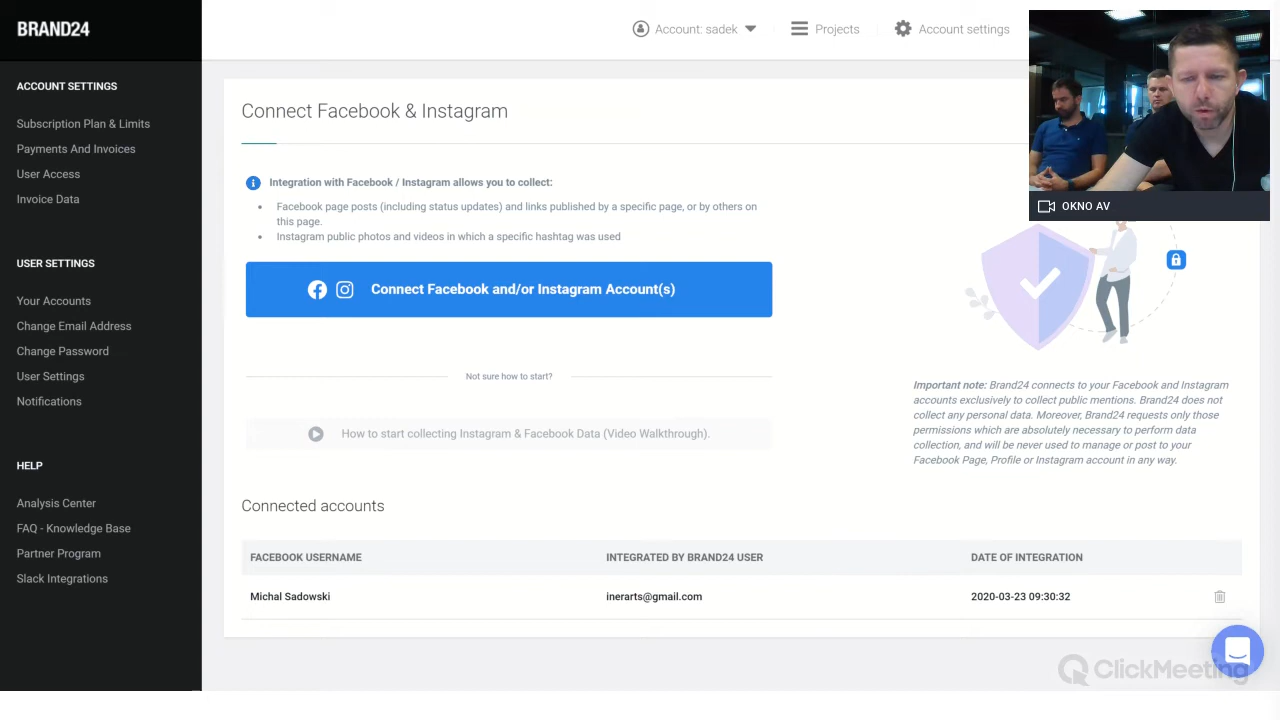 BRAND24
Account: sadek
Projects
Account settings
ACCOUNT SETTINGS
Subscription Plan & Limits
Payments And Invoices
User Access
Invoice Data
USER SETTINGS
Your Accounts
Change Email Address
Change Password
User Settings
Notifications
HELP
Analysis Center
FAQ - Knowledge Base
Partner Program
Slack Integrations
Connect Facebook & Instagram
Integration with Facebook / Instagram allows you to collect:
Facebook page posts (including status updates) and links published by a specific page, or by others on
this page.
Instagram public photos and videos in which a specific hashtag was used
Connect Facebook and/or Instagram Account(s)
Not sure how to start?
How to start collecting Instagram & Facebook Data (Video Walkthrough).
OKNO AV
Important note: Brand24 connects to your Facebook and Instagram
accounts exclusively to collect public mentions. Brand24 does not
collect any personal data. Moreover, Brand24 requests only those
permissions which are absolutely necessary to perform data
collection, and will be never used to manage or post to your
Facebook Page, Profile or Instagram account in any way.
Connected accounts
FACEBOOK USERNAME INTEGRATED BY BRAND24 USER DATE OF INTEGRATION
Michal Sadowski inerarts@gmail.com 2020-03-23 09:30:32
ClickMeeting